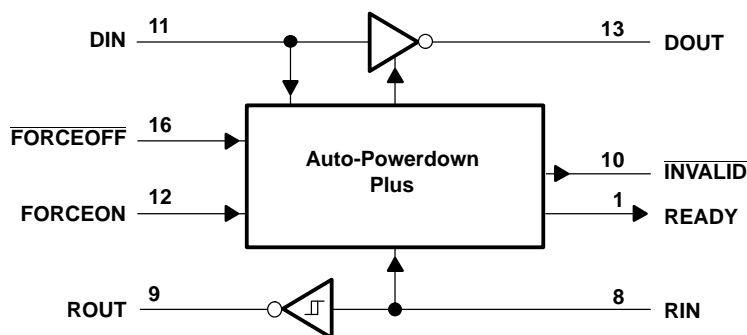 DIN 11 13 DOUT
FORCEOFF 16
Auto-Powerdown
Plus
10 INVALID
FORCEON 12
1 READY
ROUT 9 8 RIN